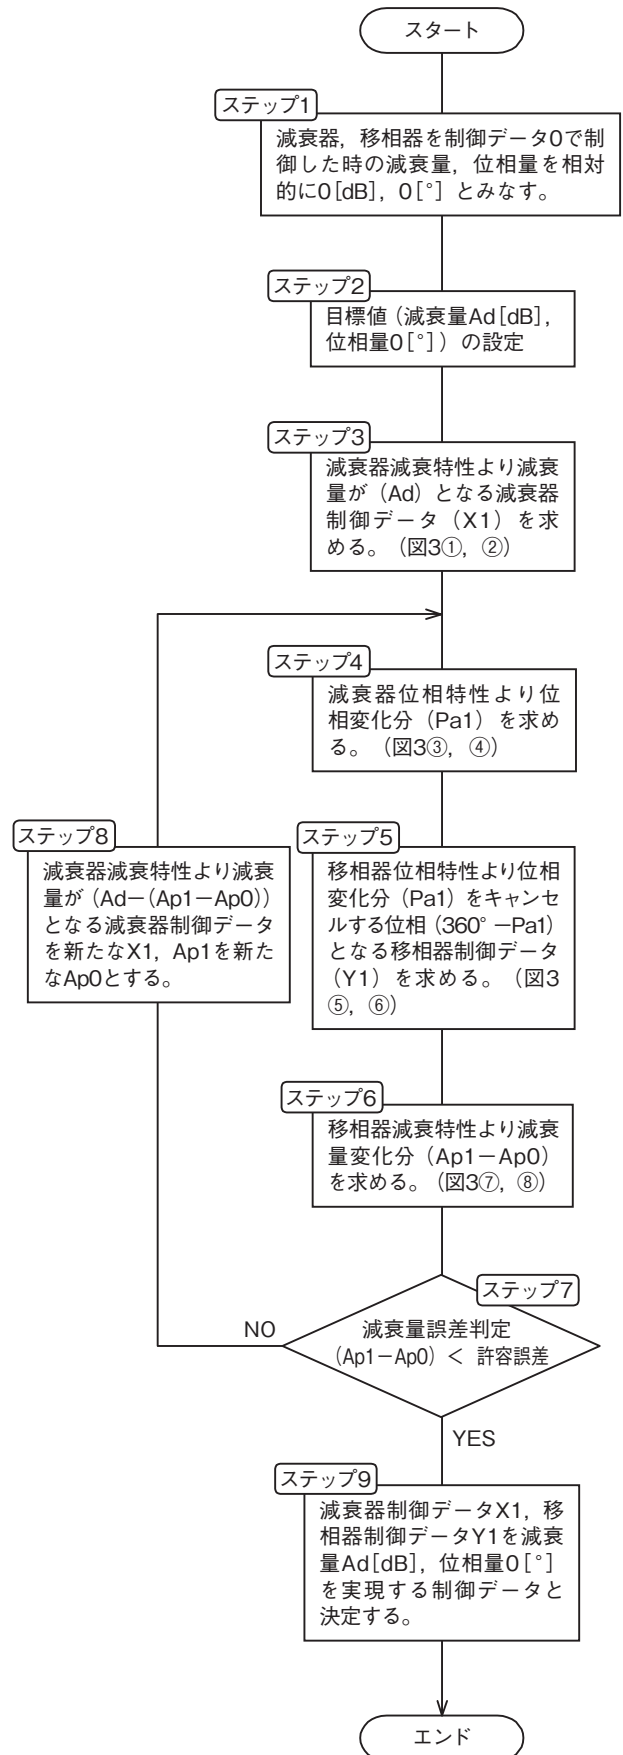 スタート
ステップ1
減衰器，移相器を制御データ0で制
御した時の減衰量，位相量を相対
的に0[dB]，0[°]とみなす。
ステップ2
目標値（減衰量Ad[dB]，
位相量0[°]）の設定
ステップ3
減衰器減衰特性より減衰
量が（Ad）となる減衰器
制御データ（X1）を求
める。（図3①，②）
ステップ4
減衰器位相特性より位
相変化分（Pa1）を求め
る。（図3③，④）
ステップ8
減衰器減衰特性より減衰
量が(Ad－(Ap1－Ap0))
となる減衰器制御データ
を新たなX1，Ap1を新た
なAp0とする。
ステップ5
移相器位相特性より位相
変化分（Pa1）をキャンセ
ルする位相（360°－Pa1）
となる移相器制御データ
（Y1）を求める。（図3
⑤，⑥）
ステップ6
移相器減衰特性より減衰
量変化分（Ap1－Ap0）
を求める。（図3⑦，⑧）
ステップ7
減衰量誤差判定
(Ap1－Ap0) ＜ 許容誤差
NO
YES
ステップ9
減衰器制御データX1，移
相器制御データY1を減衰
量Ad[dB]，位相量0[°]
を実現する制御データと
決定する。
エンド